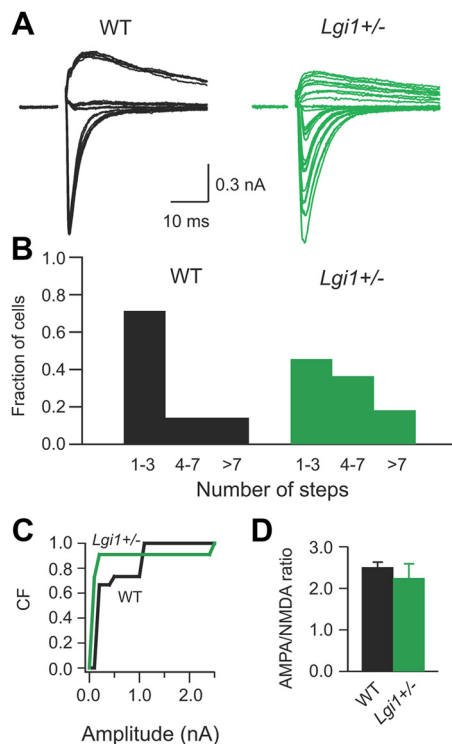 A
WT
Lgi1+/-
0.3 nA
10 ms
B
WT
Lgi1+/-
Fraction of cells
1.0
0.8
0.6
0.4
0.2
0.0
1-3 4-7 >7 1-3 4-7 >7
Number of steps
C
Lgi1+/-
WT
CF
1.0
0.8
0.6
0.4
0.2
0.0
0.0 1.0 2.0
Amplitude (nA)
D
AMPA/NMDA ratio
3.0
2.0
1.0
0.0
WT
Lgi1+/-